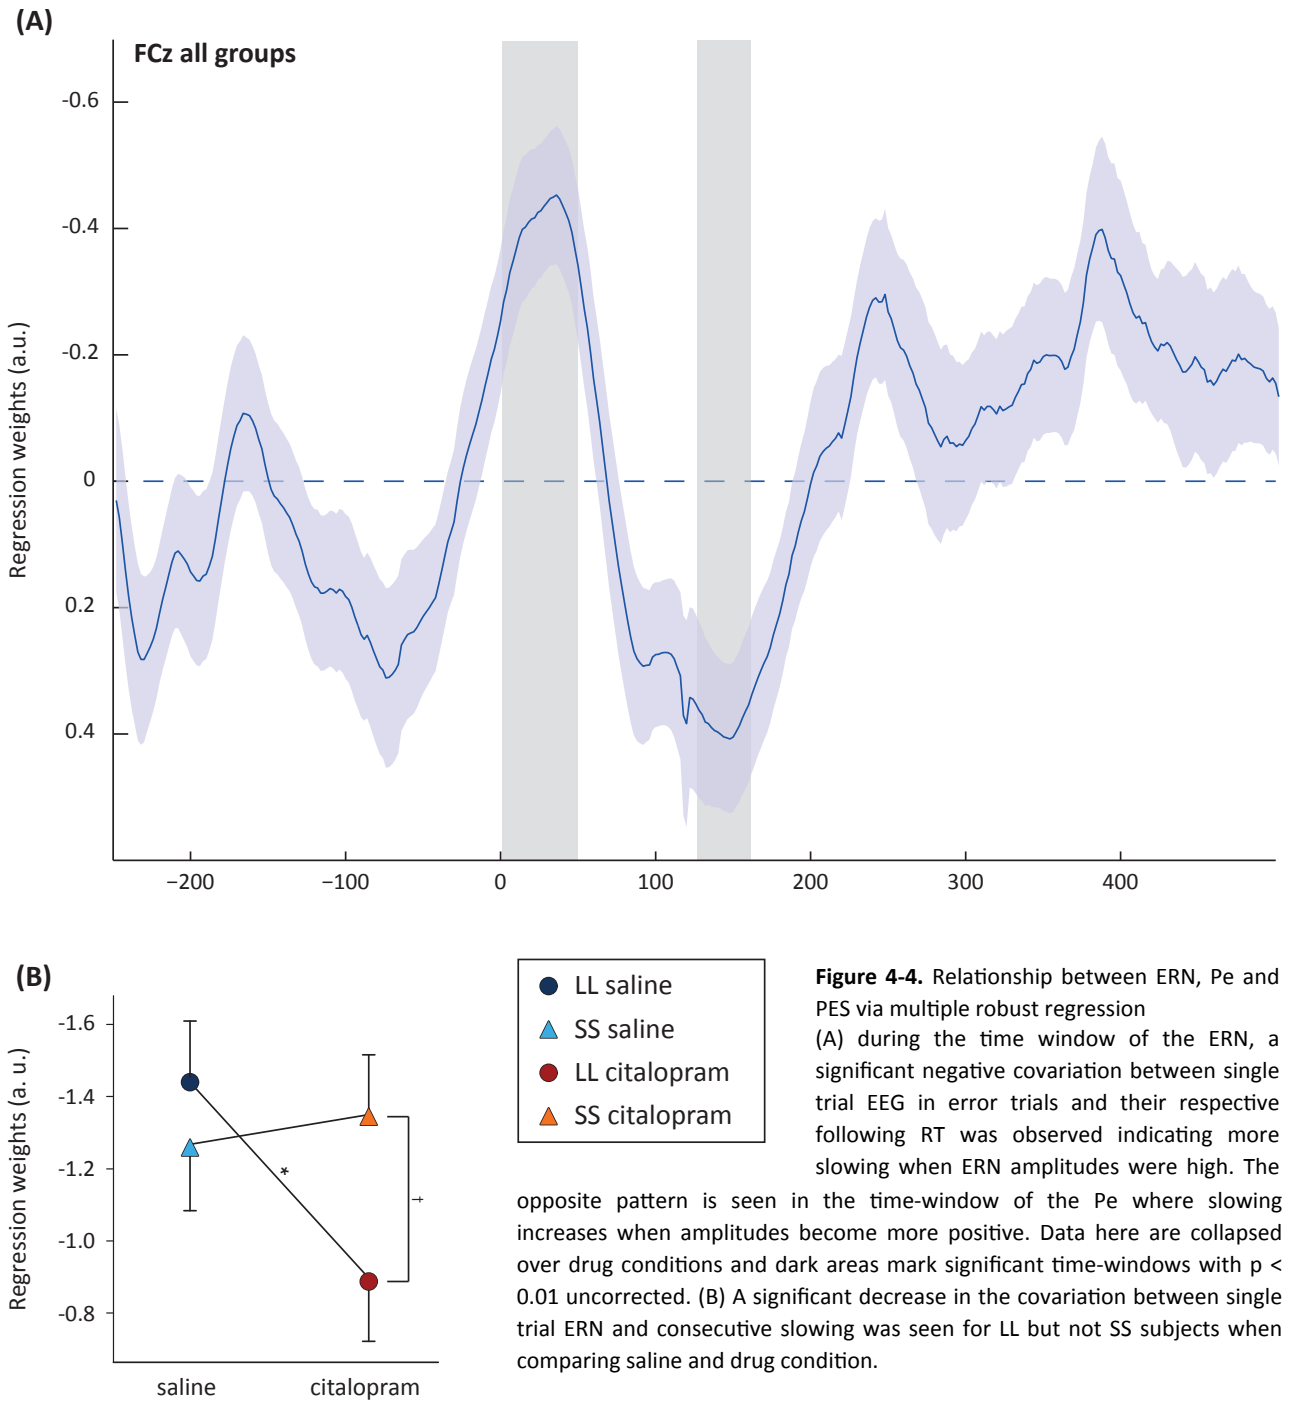 (A)
FCz all groups
-0.6
-0.4
-0.2
0
0.2
0.4
Regression weights (a.u.)
−200
−100
0
100
200
300
400
(B)
-1.6
-1.4
-1.2
-1.0
-0.8
Regression weights (a. u.)
*
†
saline
citalopram
LL saline
SS saline
LL citalopram
SS citalopram
Figure 4-4. Relationship between ERN, Pe and
PES via multiple robust regression
(A) during the time window of the ERN, a
significant negative covariation between single
trial EEG in error trials and their respective
following RT was observed indicating more
slowing when ERN amplitudes were high. The
opposite pattern is seen in the time-window of the Pe where slowing
increases when amplitudes become more positive. Data here are collapsed
over drug conditions and dark areas mark significant time-windows with p <
0.01 uncorrected. (B) A significant decrease in the covariation between single
trial ERN and consecutive slowing was seen for LL but not SS subjects when
comparing saline and drug condition.